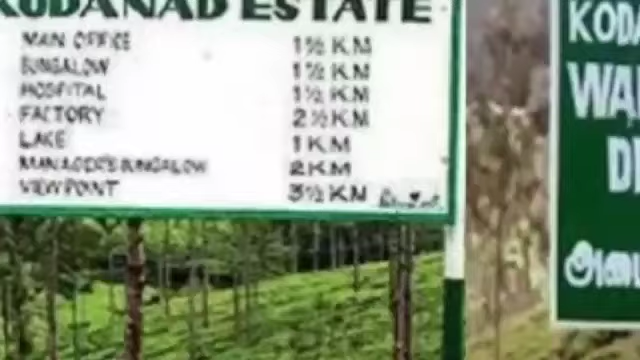 KODANAD ESTATE
MAIN OFFICE 1½ KM
BUNGALOW 1½ KM
HOSPITAL 1½ KM
FACTORY 2½ KM
LAKE 1 KM
MANAGER'S BUNGALOW 2 KM
VIEW POINT 3½ KM
KODA
WA
D